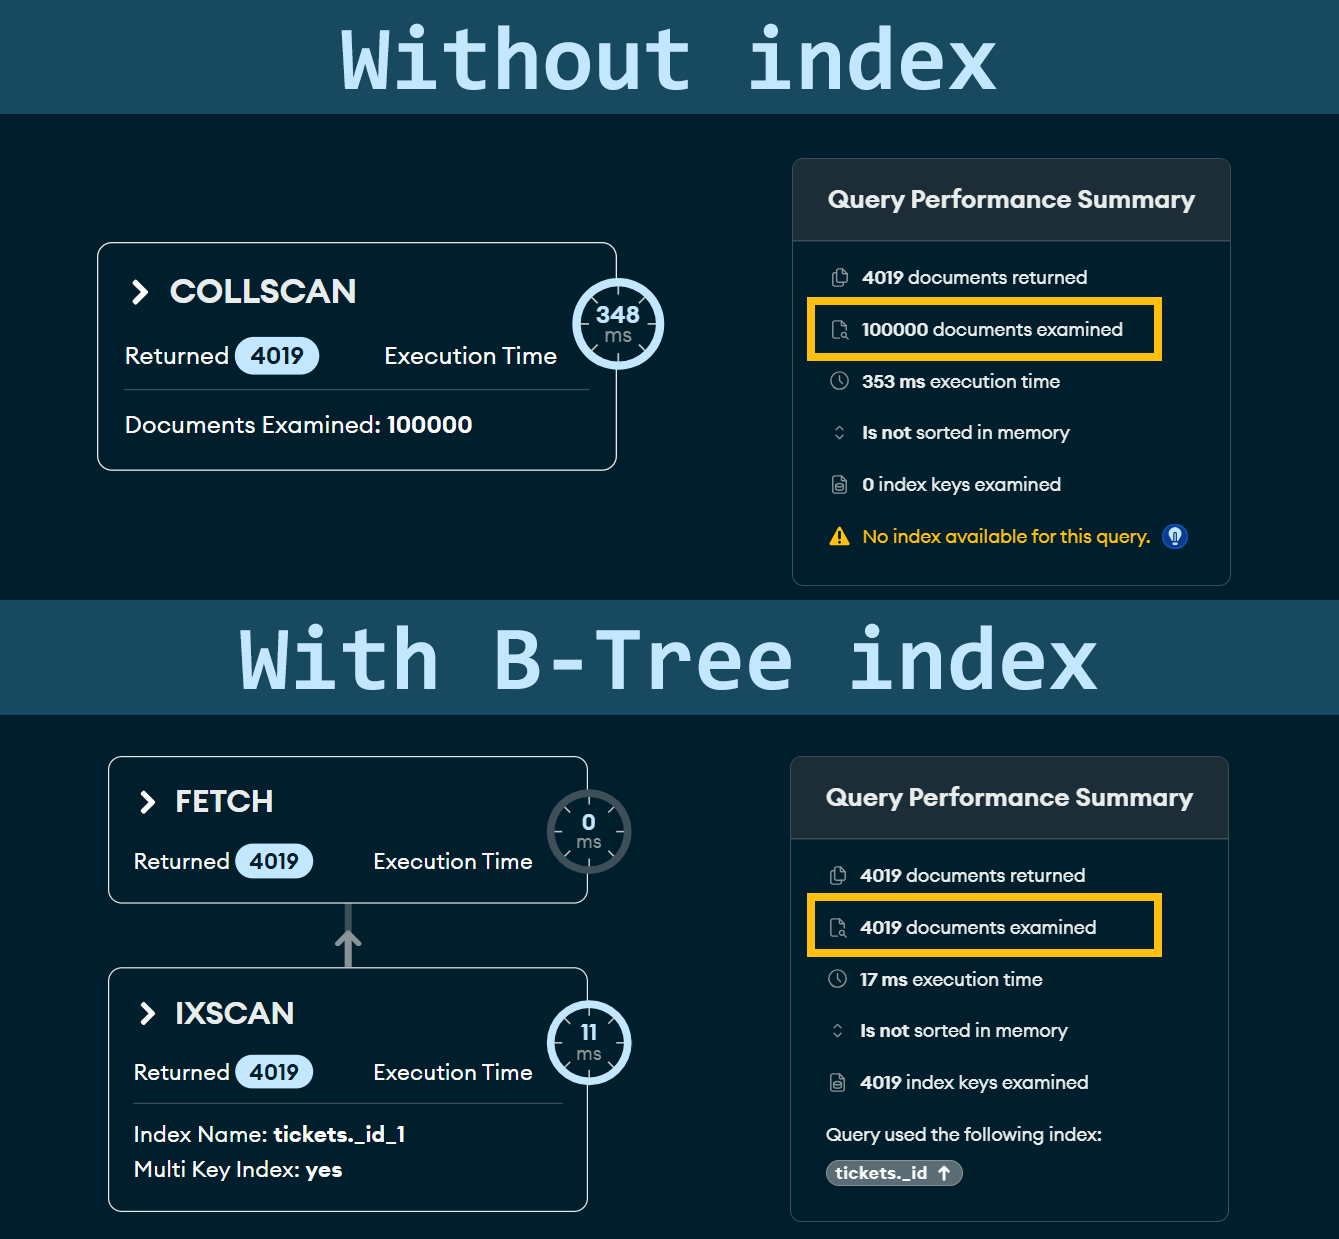 Without index
COLLSCAN
348
ms
Returned 4019
Execution Time
Documents Examined: 100000
Query Performance Summary
4019 documents returned
100000 documents examined
353 ms execution time
Is not sorted in memory
0 index keys examined
No index available for this query.
With B-Tree index
FETCH
0
ms
Returned 4019
Execution Time
IXSCAN
11
ms
Returned 4019
Execution Time
Index Name: tickets._id_1
Multi Key Index: yes
Query Performance Summary
4019 documents returned
4019 documents examined
17 ms execution time
Is not sorted in memory
4019 index keys examined
Query used the following index:
tickets._id ↑